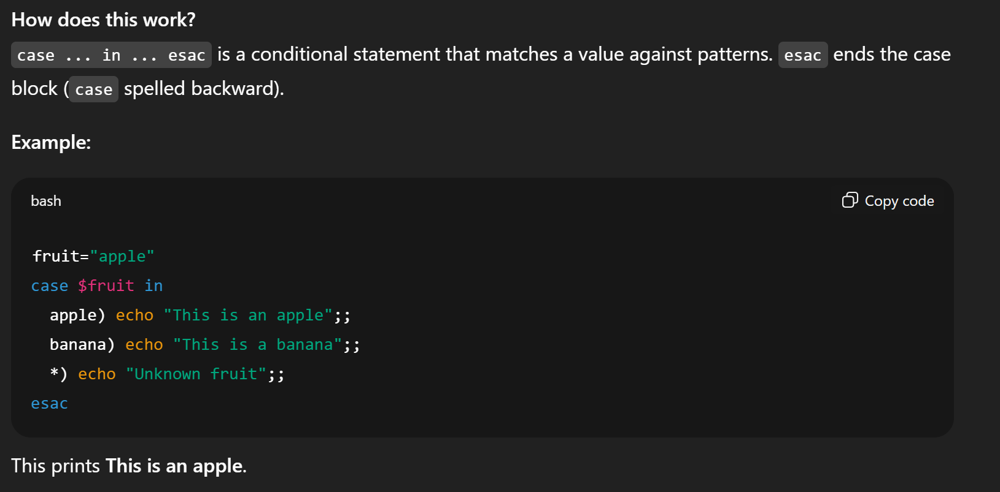 How does this work?
case ... in ... esac is a conditional statement that matches a value against patterns. esac ends the case
block (case spelled backward).
Example:
bash
Copy code
fruit="apple"
case $fruit in
  apple) echo "This is an apple";;
  banana) echo "This is a banana";;
  *) echo "Unknown fruit";;
esac
This prints This is an apple.